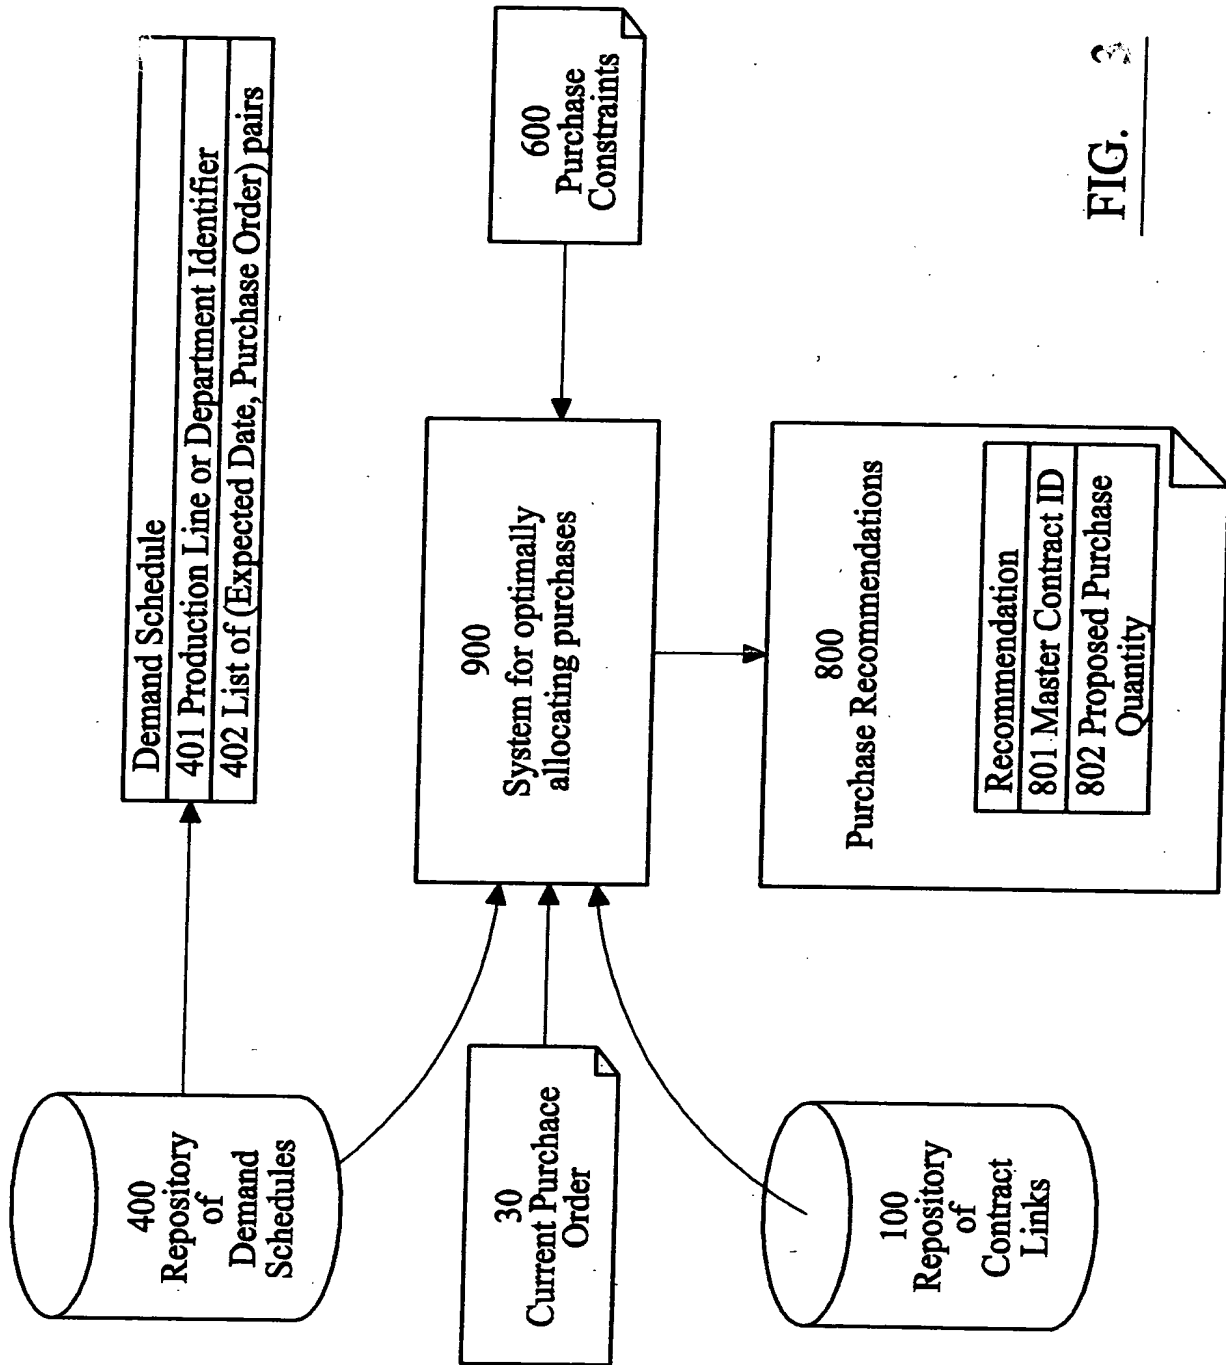 400
Repository
of
Demand
Schedules
Demand Schedule
401 Production Line or Department Identifier
402 List of (Expected Date, Purchase Order) pairs
30
Current Purchace
Order
900
System for optimally
allocating purchases
600
Purchase
Constraints
100
Repository
of
Contract
Links
800
Purchase Recommendations
Recommendation
801 Master Contract ID
802 Proposed Purchase
Quantity
FIG. 3